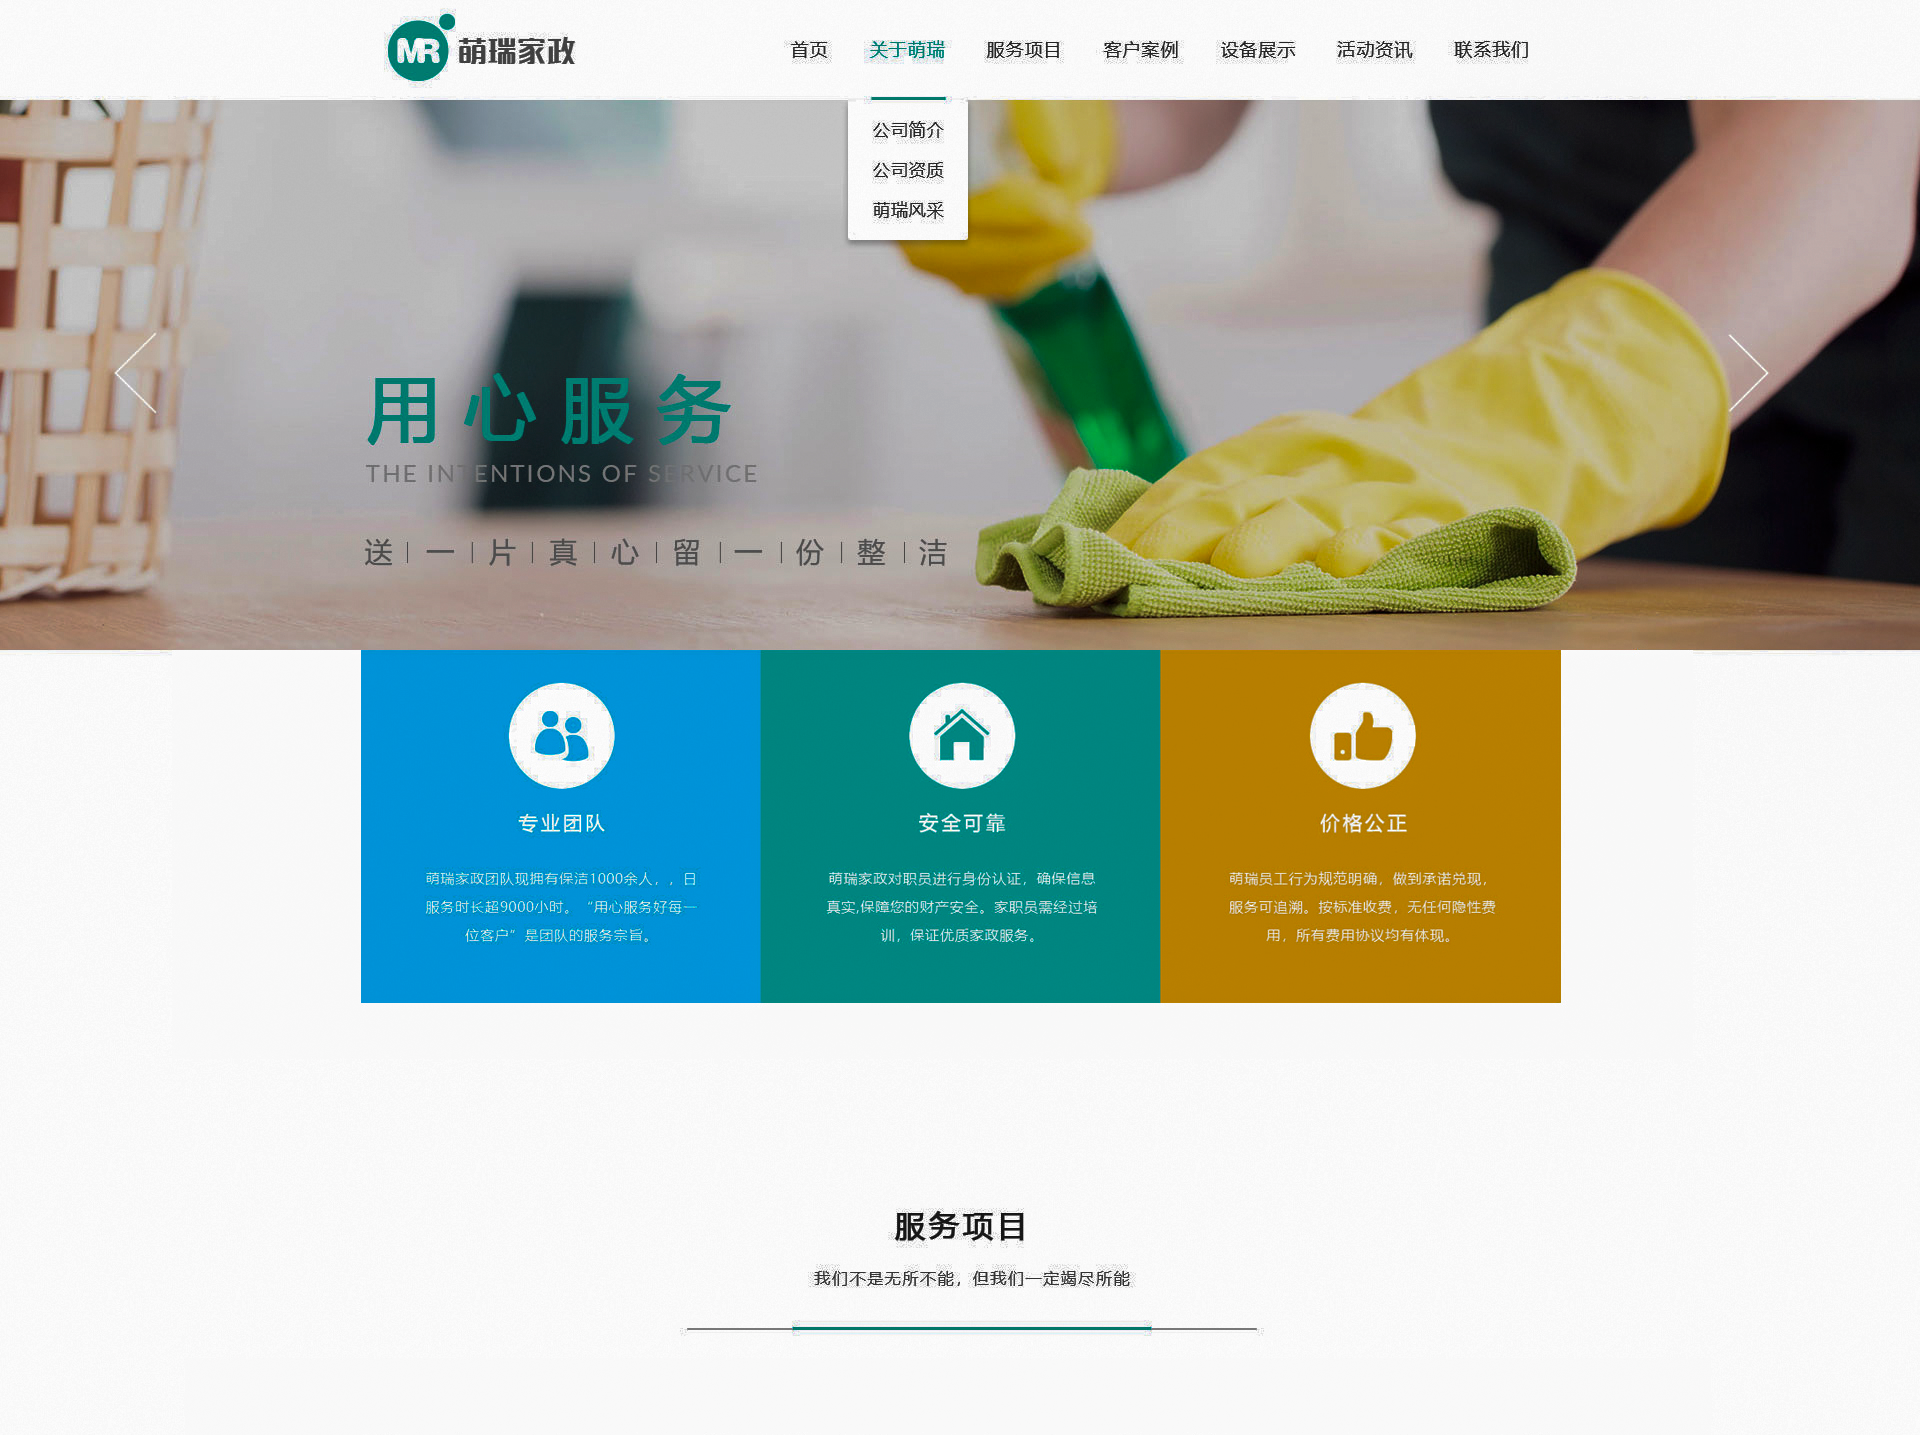 MR 萌瑞家政
首页 关于萌瑞 服务项目 客户案例 设备展示 活动资讯 联系我们
公司简介
公司资质
萌瑞风采
用心服务
THE INTENTIONS OF SERVICE
送|一|片|真|心|留|一|份|整|洁
专业团队
萌瑞家政团队现拥有保洁1000余人，，日
服务时长超9000小时。“用心服务好每一
位客户”是团队的服务宗旨。
安全可靠
萌瑞家政对职员进行身份认证，确保信息
真实,保障您的财产安全。家职员需经过培
训，保证优质家政服务。
价格公正
萌瑞员工行为规范明确，做到承诺兑现，
服务可追溯。按标准收费，无任何隐性费
用，所有费用协议均有体现。
服务项目
我们不是无所不能，但我们一定竭尽所能